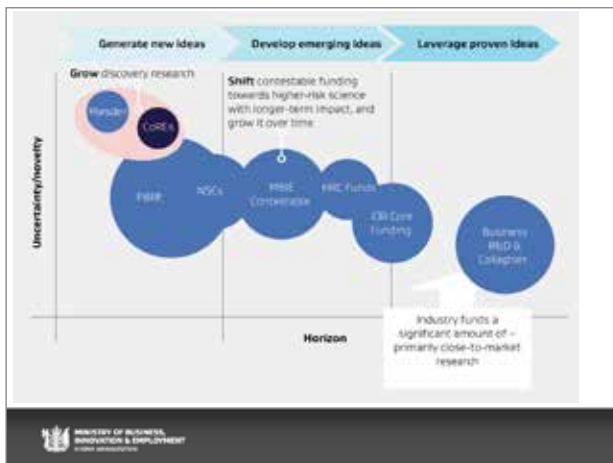 Generate new ideas
Develop emerging ideas
Leverage proven ideas
Grow discovery research
Shift contestable funding
towards higher-risk science
with longer-term impact, and
grow it over time
Marsden
CoREs
PBRF
NSCs
MBIE
Contestable
HRC Funds
CRI Core
Funding
Business
R&D &
Callaghan
Uncertainty/novelty
Horizon
Industry funds a
significant amount of –
primarily close-to-market
research
MINISTRY OF BUSINESS,
INNOVATION & EMPLOYMENT
HĪKINA WHAKATUTUKI